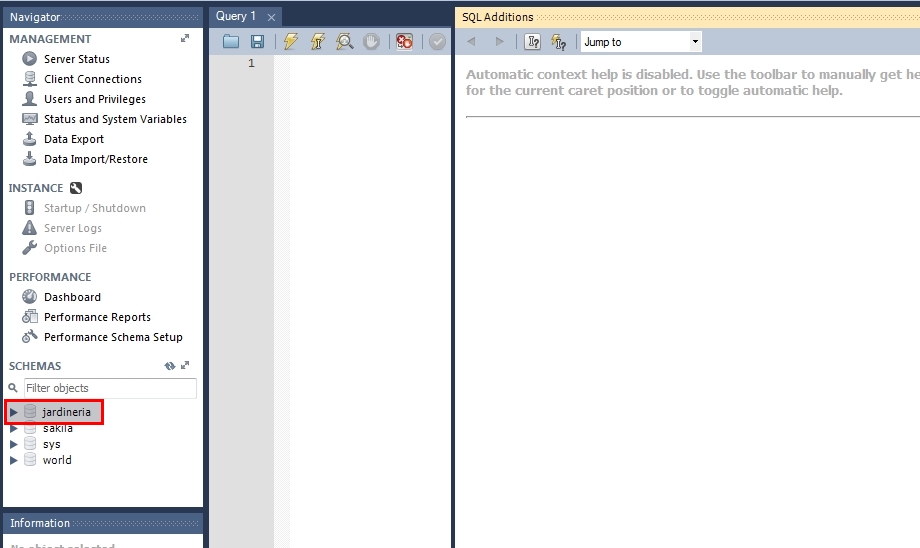 Navigator
MANAGEMENT
Server Status
Client Connections
Users and Privileges
Status and System Variables
Data Export
Data Import/Restore
INSTANCE
Startup / Shutdown
Server Logs
Options File
PERFORMANCE
Dashboard
Performance Reports
Performance Schema Setup
SCHEMAS
Filter objects
jardineria
sakila
sys
world
Information
No object selected
Query 1
1
SQL Additions
Jump to
Automatic context help is disabled. Use the toolbar to manually get he
for the current caret position or to toggle automatic help.